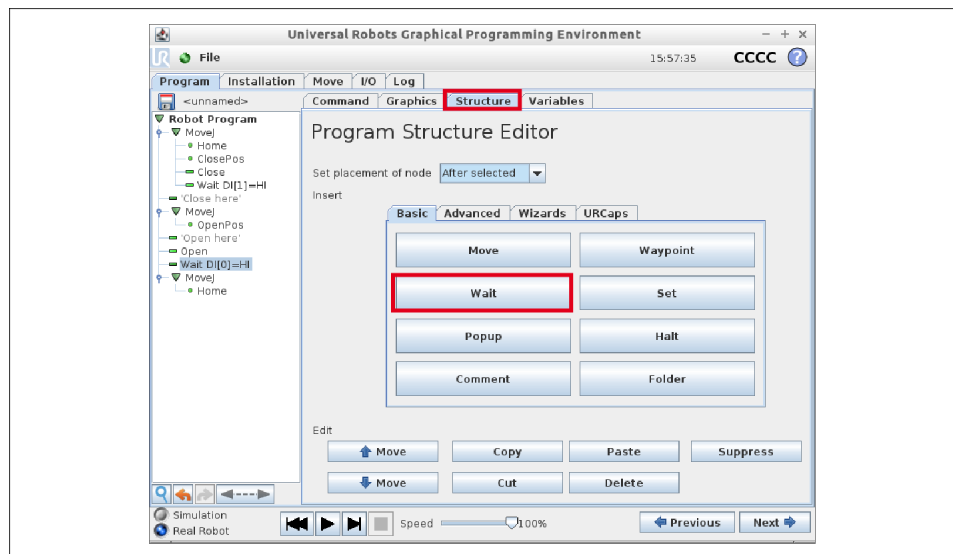 Universal Robots Graphical Programming Environment
File
15:57:35
CCCC
?
Program Installation Move I/O Log
<unnamed>
Command Graphics Structure Variables
Robot Program
MoveJ
Home
ClosePos
Close
Wait DI[1]=HI
'Close here'
MoveJ
OpenPos
'Open here'
Open
Wait DI[0]=HI
MoveJ
Home
Program Structure Editor
Set placement of node After selected
Insert
Basic Advanced Wizards URCaps
Move Waypoint
Wait Set
Popup Halt
Comment Folder
Edit
Move Copy Paste Suppress
Move Cut Delete
Simulation
Real Robot
Speed 100%
Previous Next